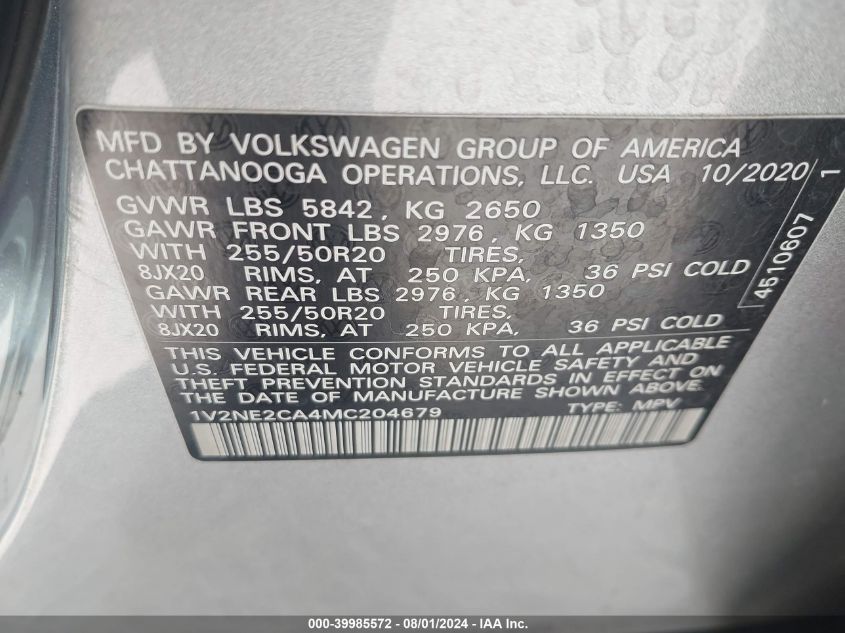 MFD BY VOLKSWAGEN GROUP OF AMERICA
CHATTANOOGA OPERATIONS, LLC. USA 10/2020
GVWR LBS 5842, KG 2650
GAWR FRONT LBS 2976, KG 1350
WITH 255/50R20 TIRES,
8JX20 RIMS, AT 250 KPA, 36 PSI COLD
GAWR REAR LBS 2976, KG 1350
WITH 255/50R20 TIRES,
8JX20 RIMS, AT 250 KPA, 36 PSI COLD
THIS VEHICLE CONFORMS TO ALL APPLICABLE
U.S. FEDERAL MOTOR VEHICLE SAFETY AND
THEFT PREVENTION STANDARDS IN EFFECT ON
THE DATE OF MANUFACTURE SHOWN ABOVE.
1V2NE2CA4MC204679 TYPE: MPV
4510607 1
000-39985572 - 08/01/2024 - IAA Inc.